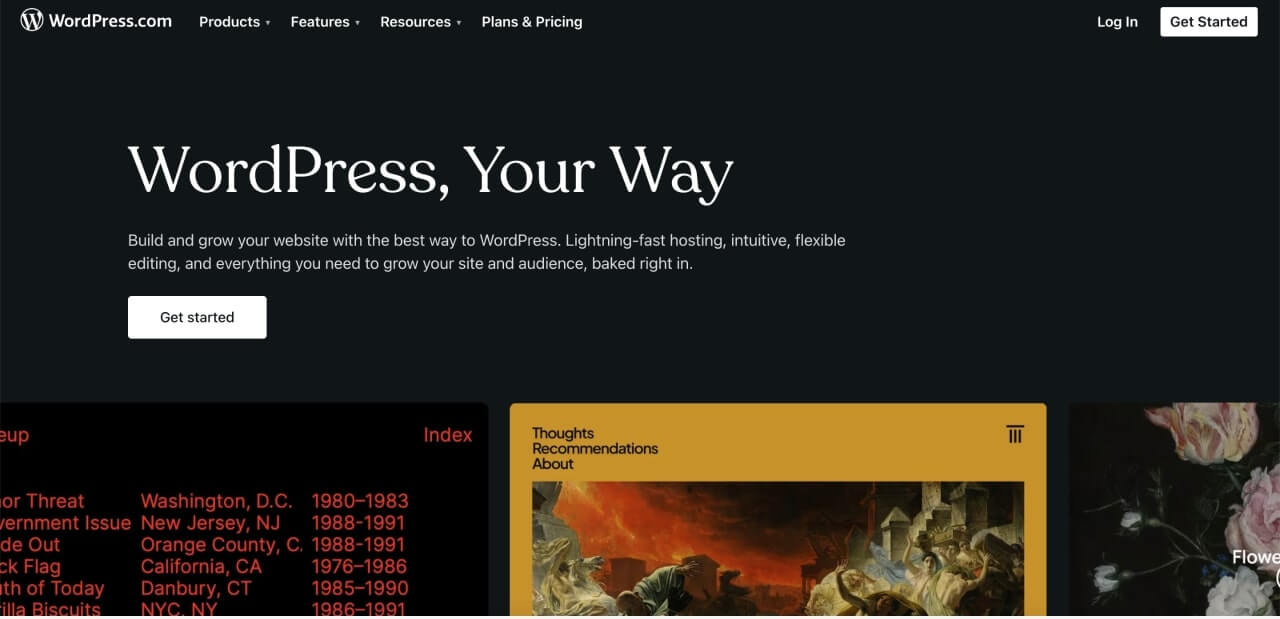 WordPress.com Products Features Resources Plans & Pricing Log In Get Started
WordPress, Your Way
Build and grow your website with the best way to WordPress. Lightning-fast hosting, intuitive, flexible
editing, and everything you need to grow your site and audience, baked right in.
Get started
eup Index
or Threat Washington, D.C. 1980–1983
vernment Issue New Jersey, NJ 1988-1991
de Out Orange County, C. 1988-1991
ck Flag California, CA 1976–1986
th of Today Danbury, CT 1985–1990
rilla Biscuits NYC, NY 1986–1991
Thoughts
Recommendations
About
Flowe